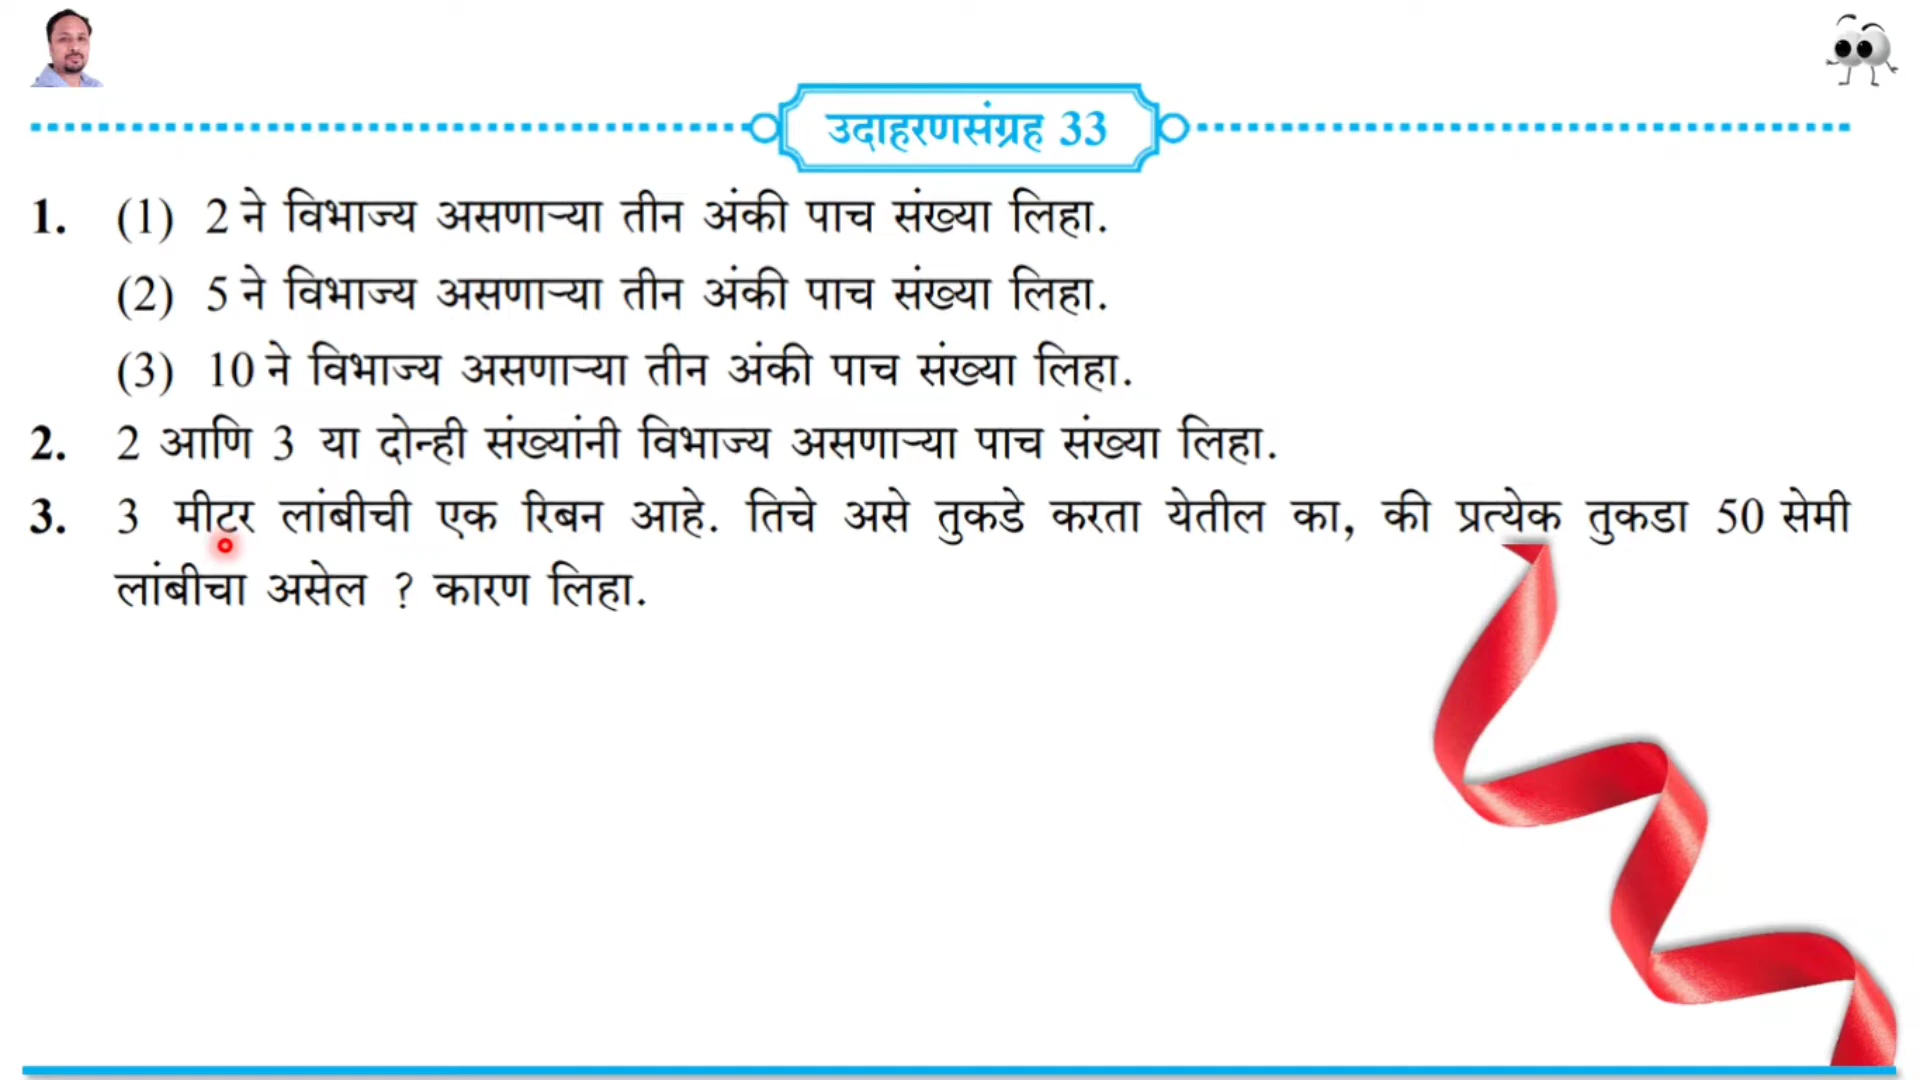 उदाहरणसंग्रह 33
1. (1) 2 ने विभाज्य असणाऱ्या तीन अंकी पाच संख्या लिहा.
(2) 5 ने विभाज्य असणाऱ्या तीन अंकी पाच संख्या लिहा.
(3) 10 ने विभाज्य असणाऱ्या तीन अंकी पाच संख्या लिहा.
2. 2 आणि 3 या दोन्ही संख्यांनी विभाज्य असणाऱ्या पाच संख्या लिहा.
3. 3 मीटर लांबीची एक रिबन आहे. तिचे असे तुकडे करता येतील का, की प्रत्येक तुकडा 50 सेमी
लांबीचा असेल ? कारण लिहा.